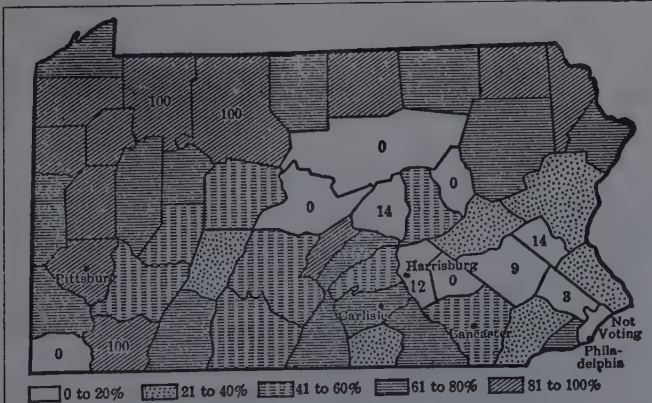 100
100
0
0
0
14
14
Pittsburg
Harrisburg
9
12
0
8
Carlisle
Lancaster
Not
Voting
Phila-
delphia
0
100
0 to 20% 21 to 40% 41 to 60% 61 to 80% 81 to 100%